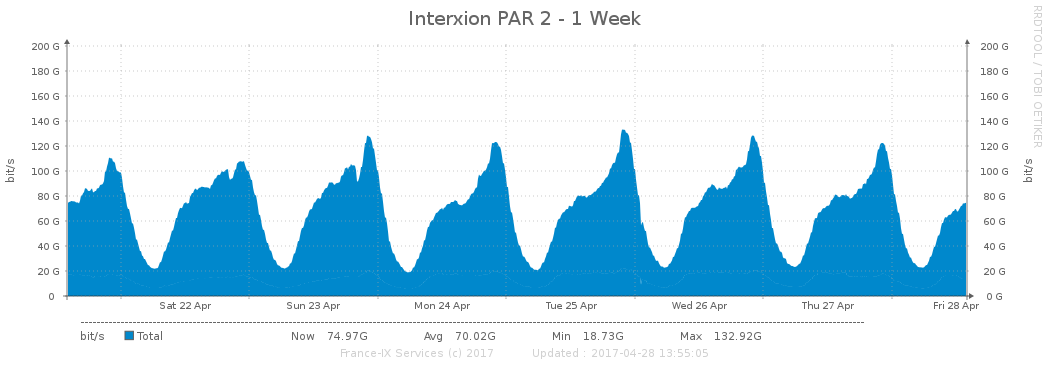 Interxion PAR 2 - 1 Week
RRDTOOL / TOBI OETIKER
200 G 200 G
180 G 180 G
160 G 160 G
140 G 140 G
120 G 120 G
100 G 100 G
80 G 80 G
60 G 60 G
40 G 40 G
20 G 20 G
0 0 G
bit/s bit/s
Sat 22 Apr Sun 23 Apr Mon 24 Apr Tue 25 Apr Wed 26 Apr Thu 27 Apr Fri 28 Apr
bit/s Total Now 74.97G Avg 70.02G Min 18.73G Max 132.92G
France-IX Services (c) 2017 Updated : 2017-04-28 13:55:05